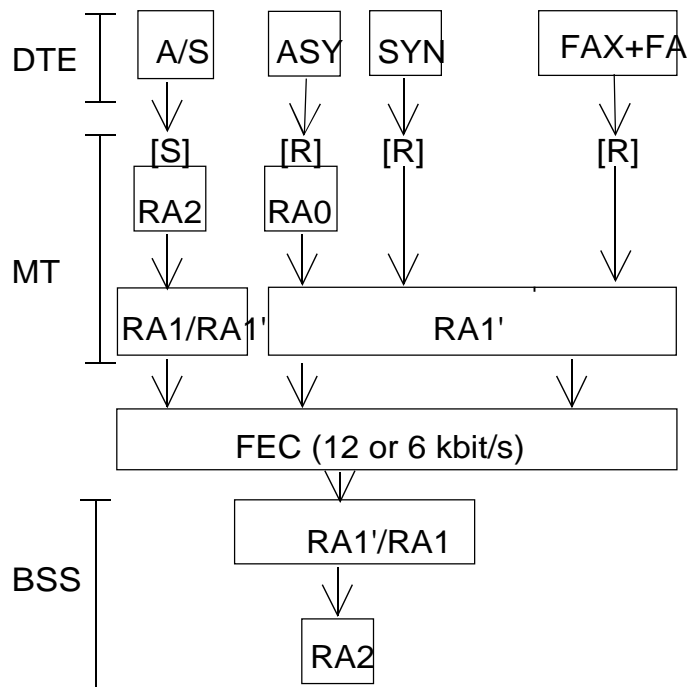 DTE A/S ASY SYN FAX+FA
[S] [R] [R] [R]
RA2 RA0
MT
RA1/RA1' RA1'
FEC (12 or 6 kbit/s)
RA1'/RA1
BSS
RA2